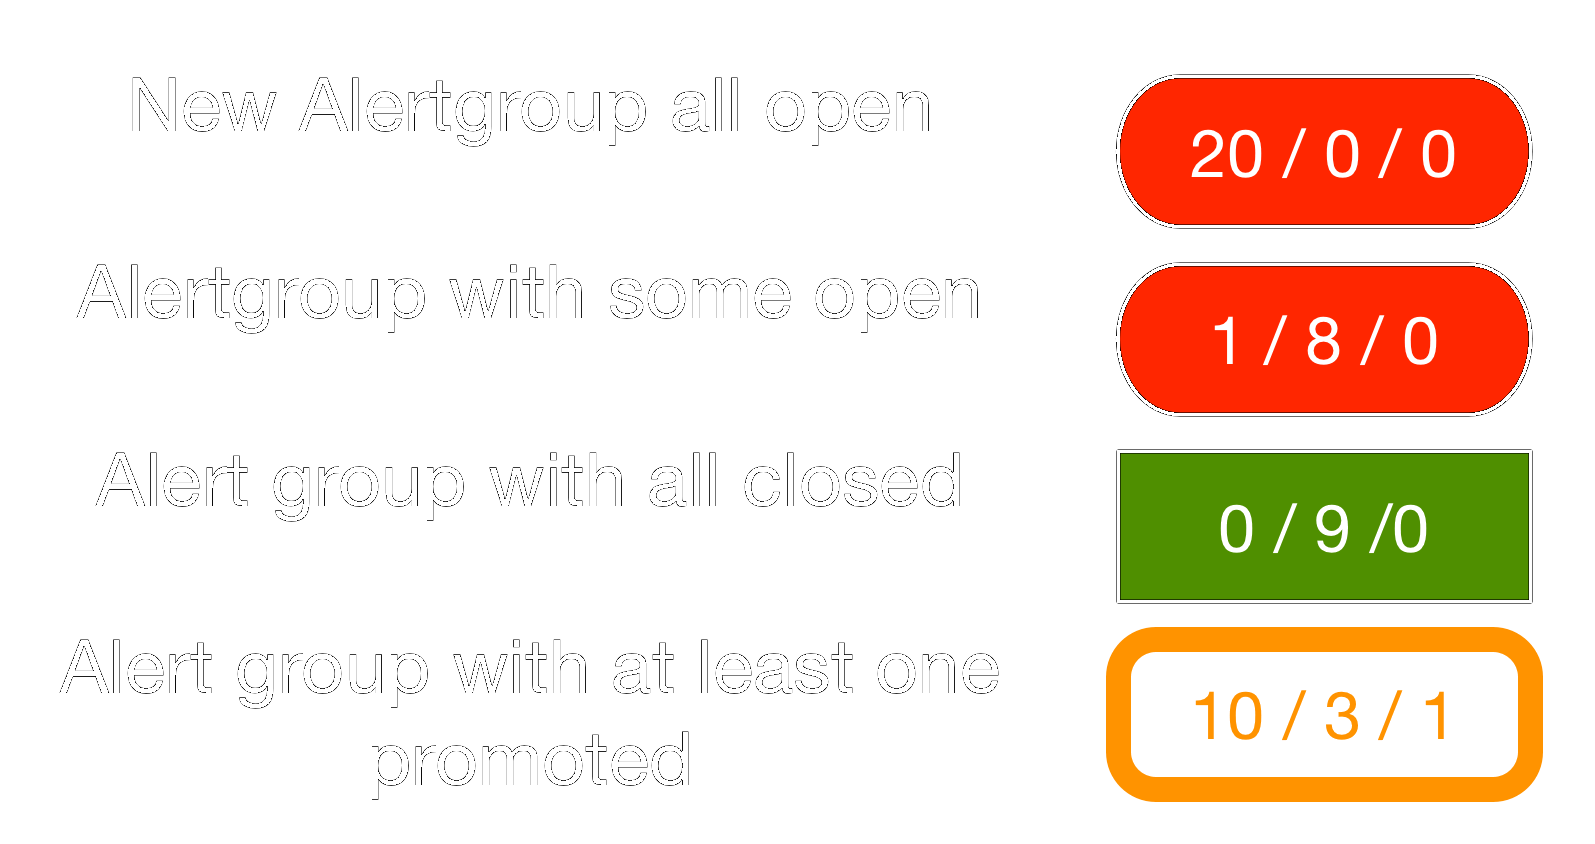 New Alertgroup all open
20 / 0 / 0
Alertgroup with some open
1 / 8 / 0
Alert group with all closed
0 / 9 /0
Alert group with at least one
promoted
10 / 3 / 1